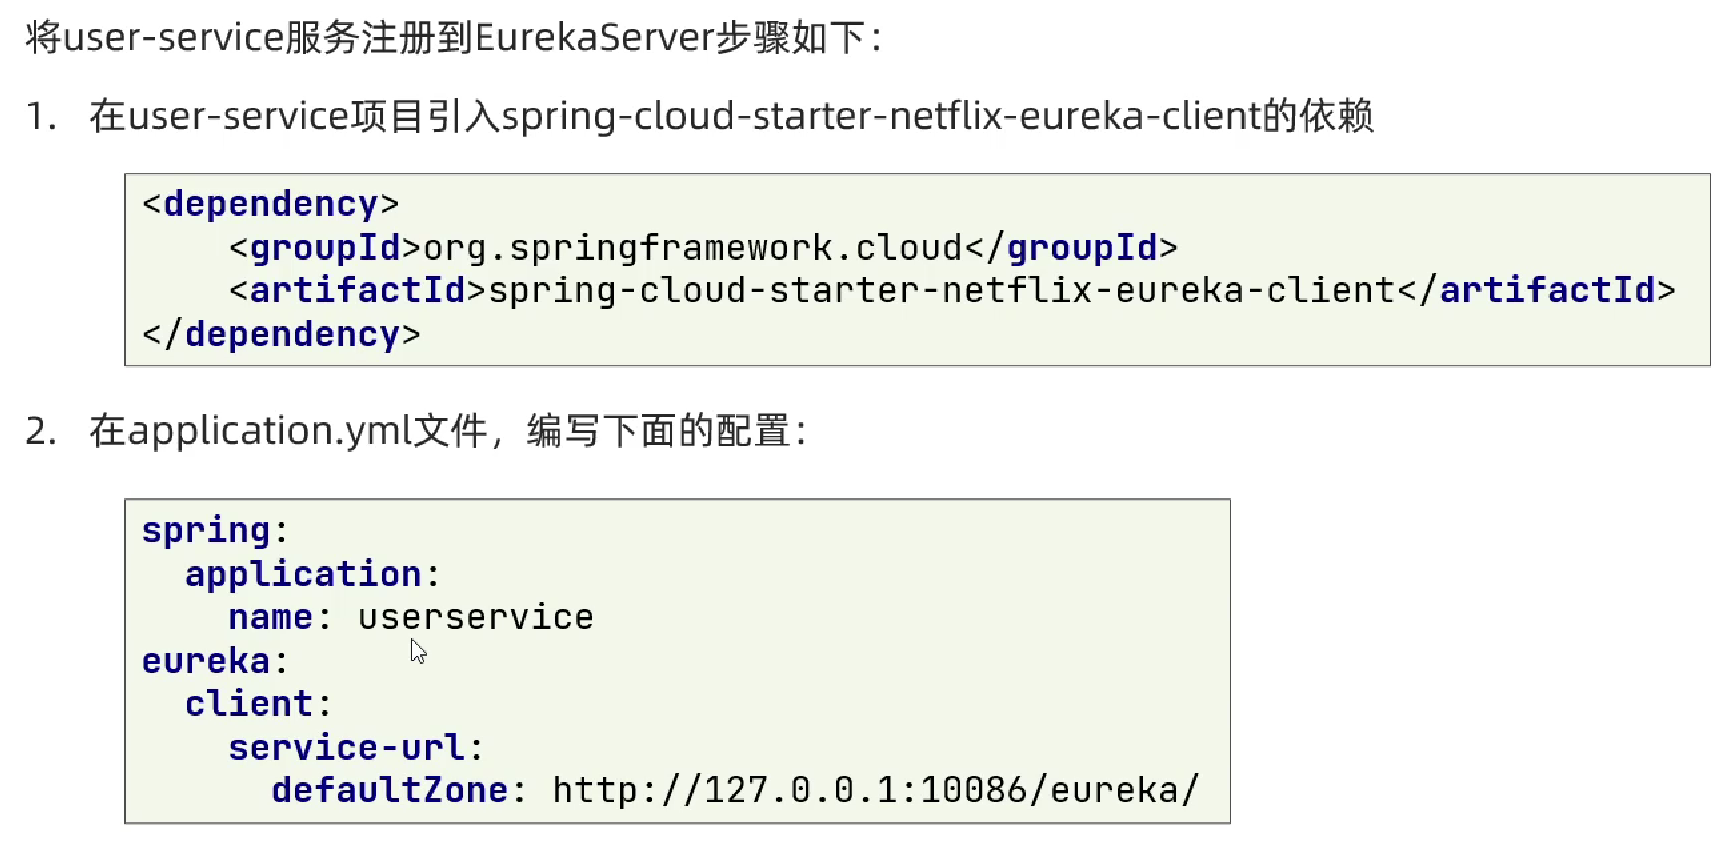 将user-service服务注册到EurekaServer步骤如下：
1. 在user-service项目引入spring-cloud-starter-netflix-eureka-client的依赖
<dependency>
    <groupId>org.springframework.cloud</groupId>
    <artifactId>spring-cloud-starter-netflix-eureka-client</artifactId>
</dependency>
2. 在application.yml文件，编写下面的配置：
spring:
  application:
    name: userservice
eureka:
  client:
    service-url:
      defaultZone: http://127.0.0.1:10086/eureka/